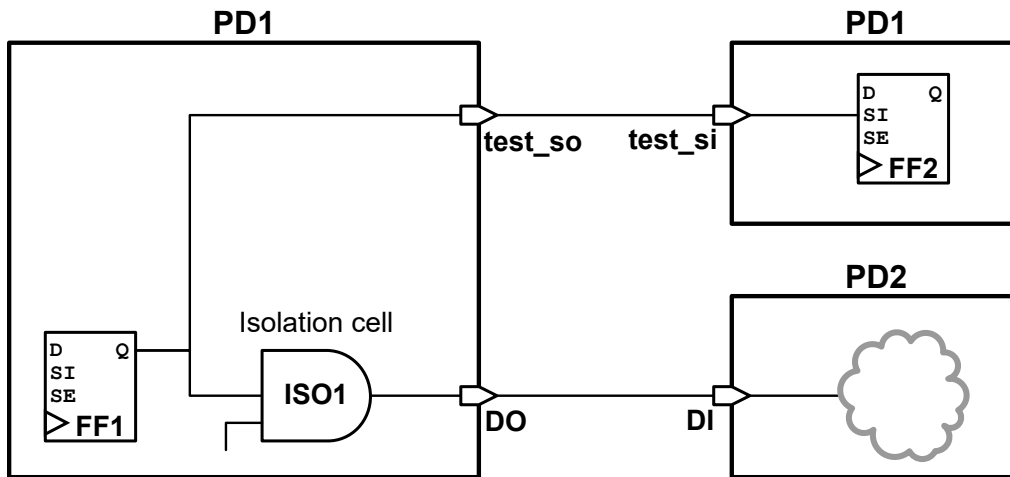 PD1
PD1
D Q
SI
SE
FF2
test_so
test_si
PD2
Isolation cell
D Q
SI
SE
FF1
ISO1
DO
DI